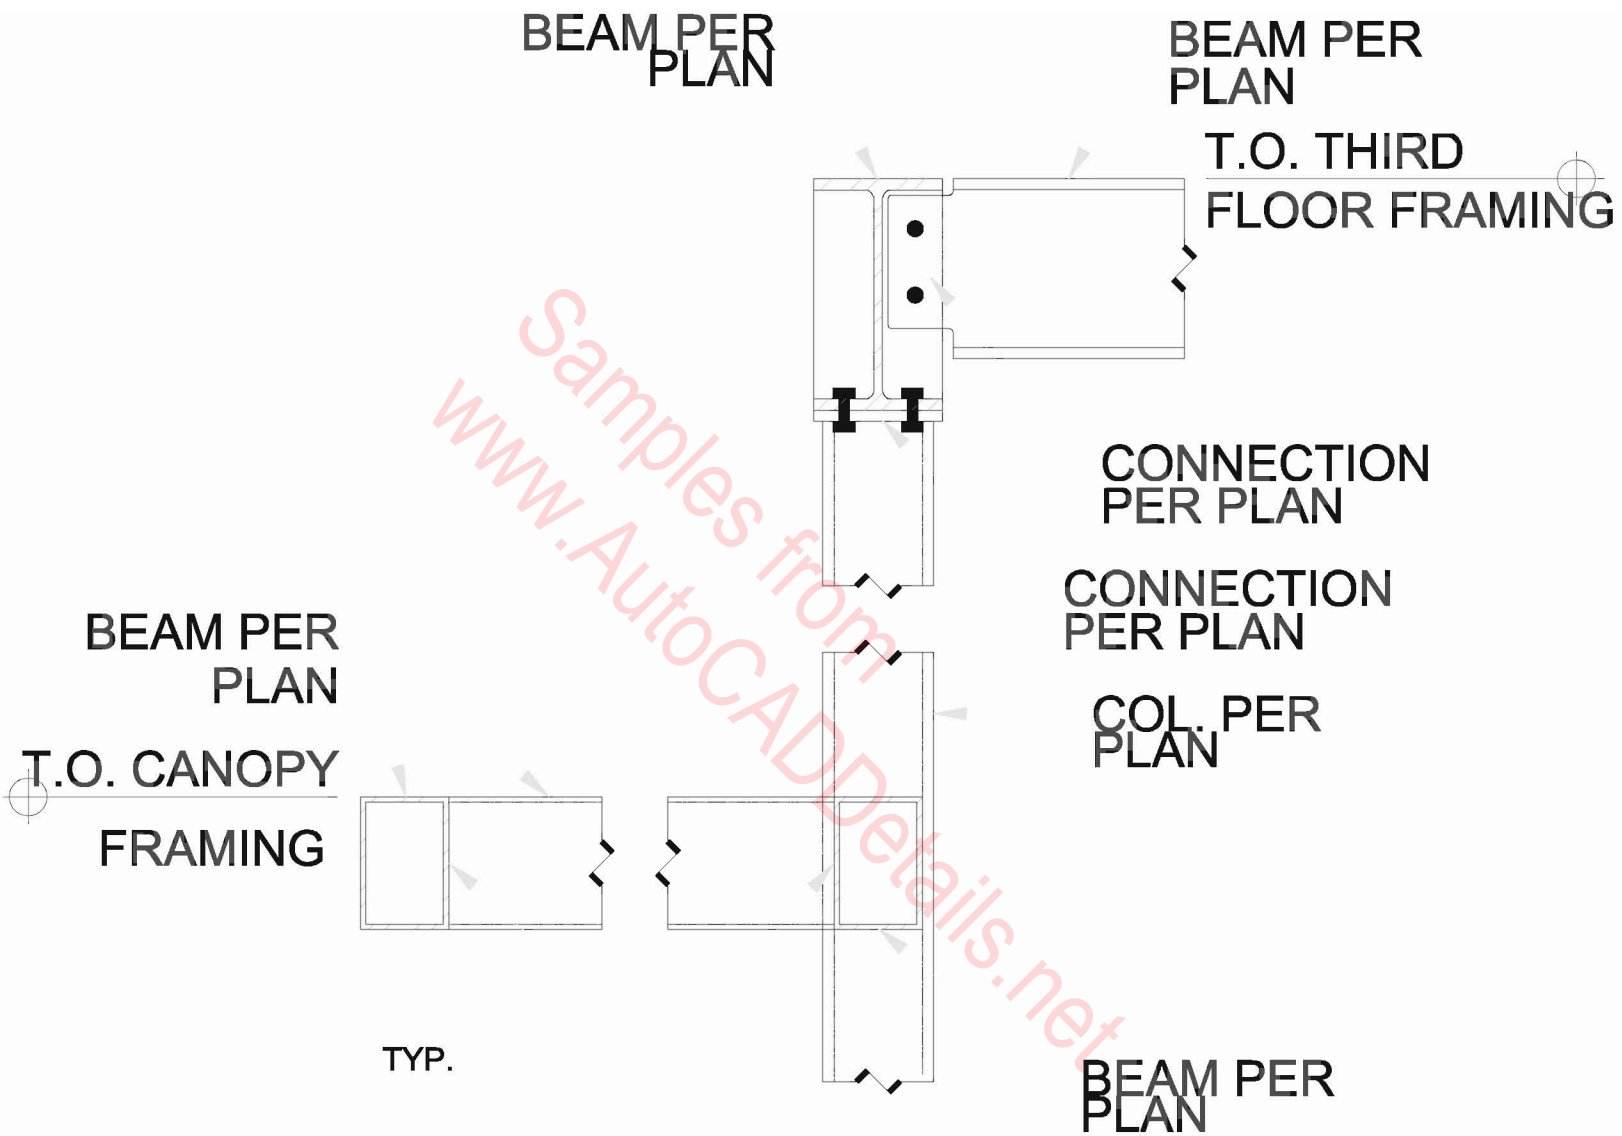 BEAM PER
PLAN
BEAM PER
PLAN
T.O. THIRD
FLOOR FRAMING
CONNECTION
PER PLAN
CONNECTION
PER PLAN
BEAM PER
PLAN
COL. PER
PLAN
T.O. CANOPY
FRAMING
TYP.
BEAM PER
PLAN
Samples from
www.AutoCADDetails.net